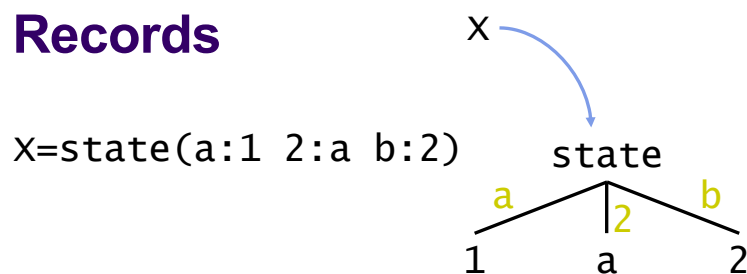 Records
X
X=state(a:1 2:a b:2)
state
a 2 b
1 a 2